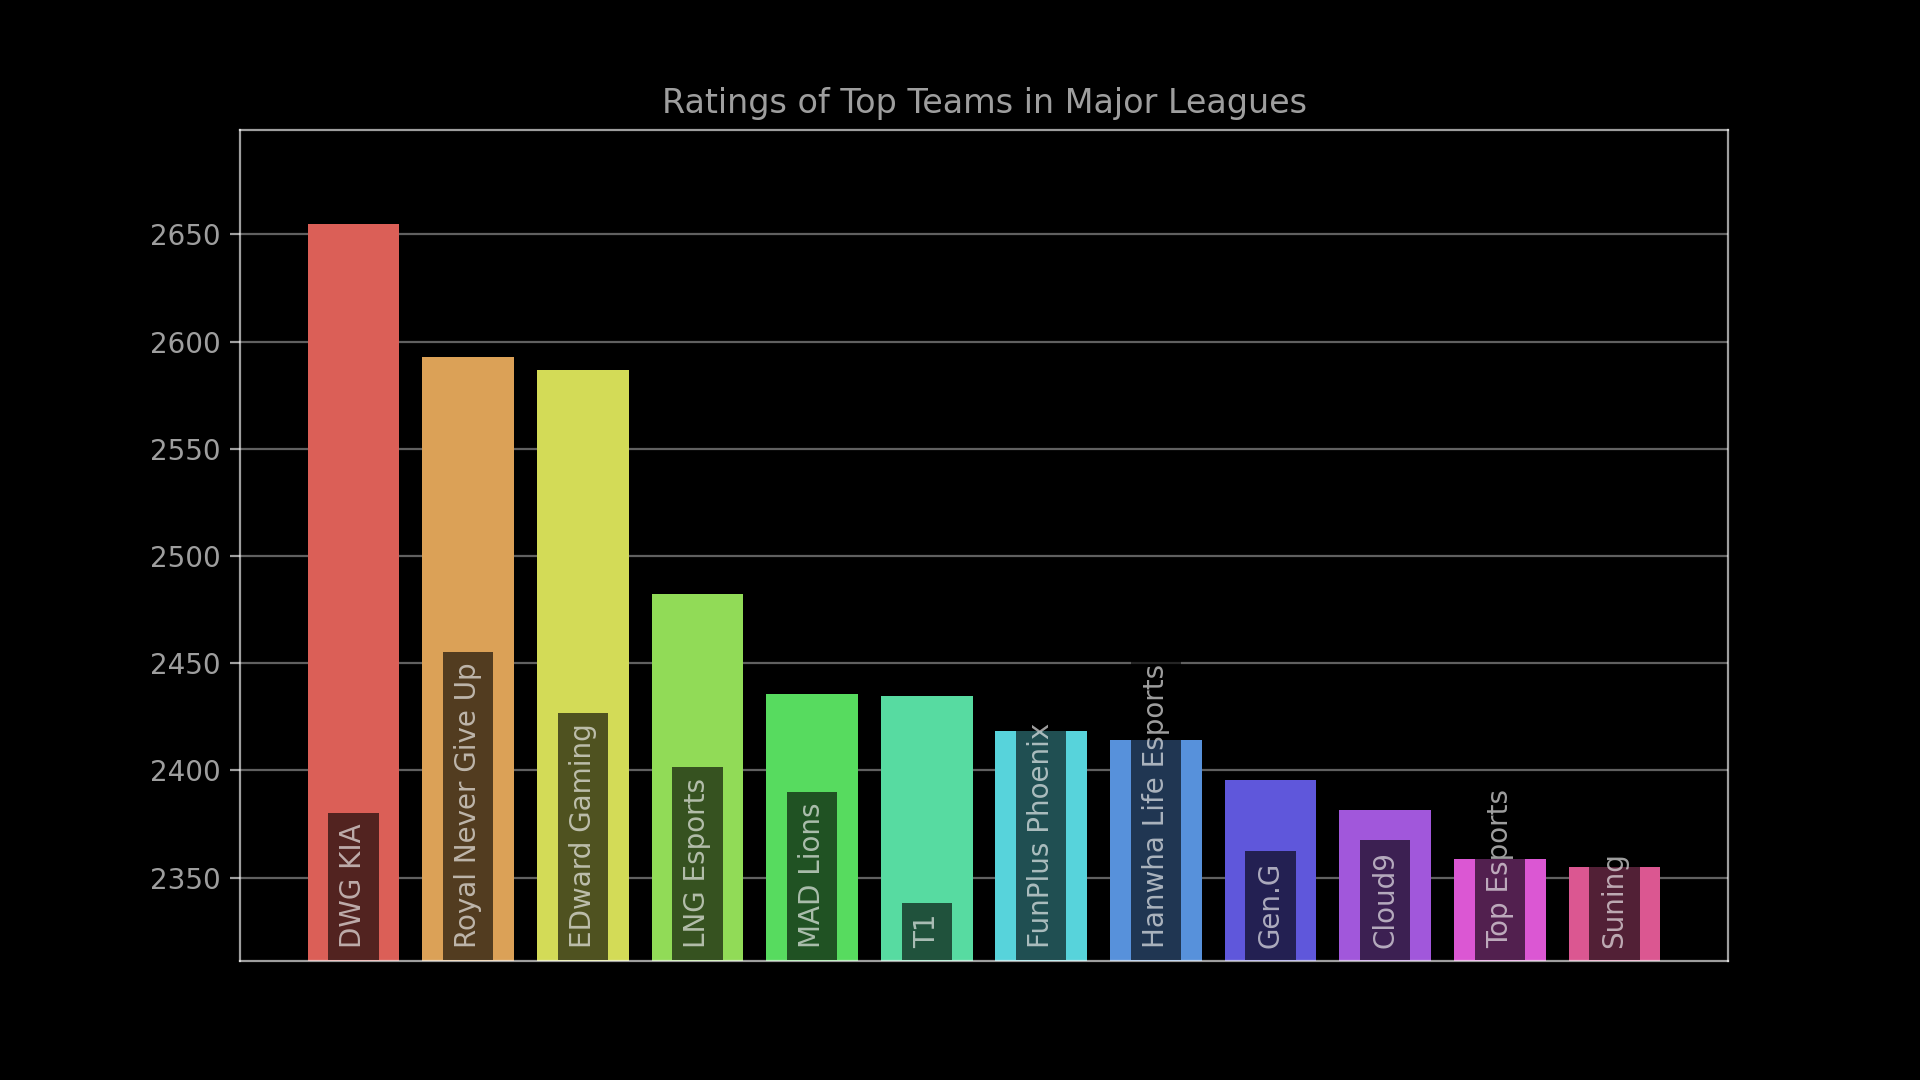 Ratings of Top Teams in Major Leagues
2650
2600
2550
2500
2450
2400
2350
DWG KIA
Royal Never Give Up
EDward Gaming
LNG Esports
MAD Lions
T1
FunPlus Phoenix
Hanwha Life Esports
Gen.G
Cloud9
Top Esports
Suning